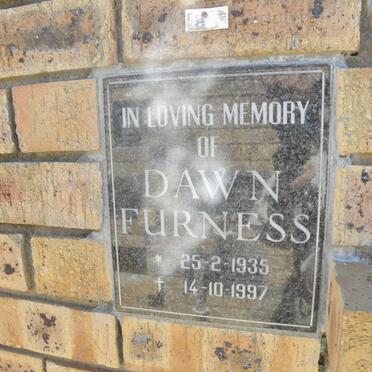 IN LOVING MEMORY
OF
DAWN
FURNESS
* 25-2-1935
† 14-10-1997